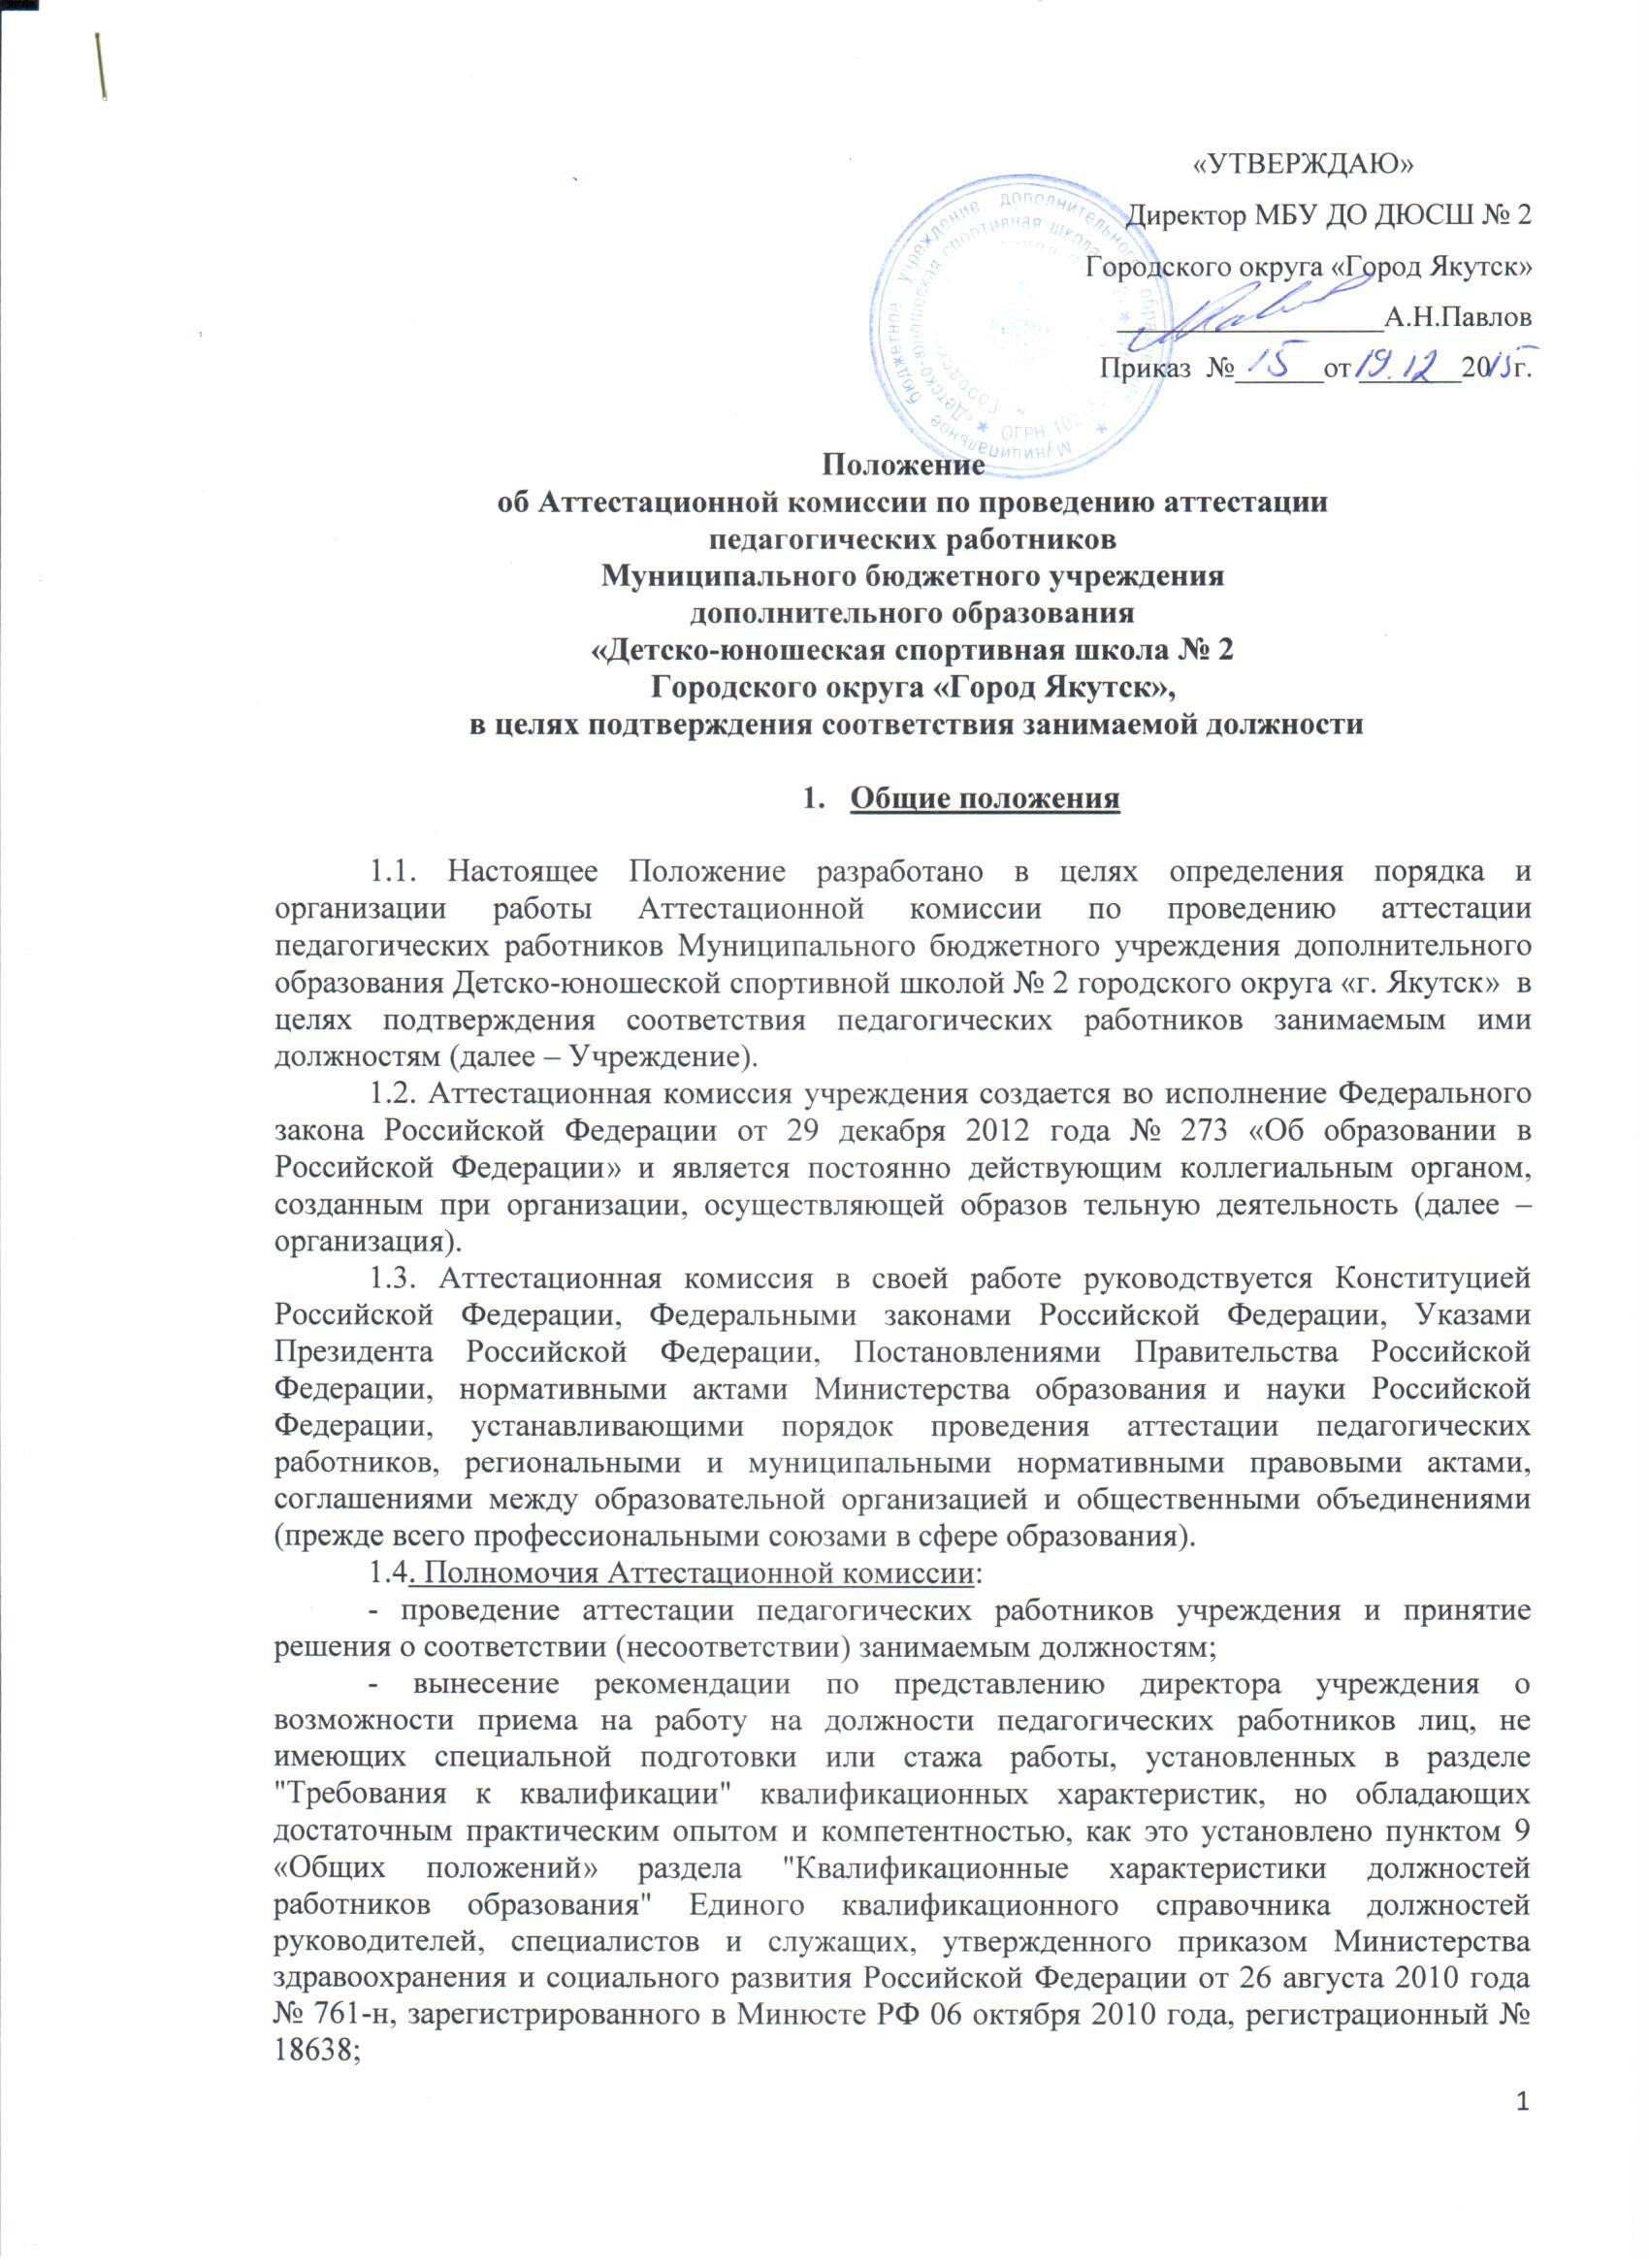 «УТВЕРЖДАЮ»
Директор МБУ ДО ДЮСШ № 2
Городского округа «Город Якутск»
__________________А.Н.Павлов
Приказ №15 от 19.12 2015г.
Муниципальное бюджетное учреждение дополнительного
«Детско-юношеская спортивная школа
ОГРН
Положение
об Аттестационной комиссии по проведению аттестации
педагогических работников
Муниципального бюджетного учреждения
дополнительного образования
«Детско-юношеская спортивная школа № 2
Городского округа «Город Якутск»,
в целях подтверждения соответствия занимаемой должности
1. Общие положения
1.1. Настоящее Положение разработано в целях определения порядка и
организации работы Аттестационной комиссии по проведению аттестации
педагогических работников Муниципального бюджетного учреждения дополнительного
образования Детско-юношеской спортивной школой № 2 городского округа «г. Якутск» в
целях подтверждения соответствия педагогических работников занимаемым ими
должностям (далее – Учреждение).
1.2. Аттестационная комиссия учреждения создается во исполнение Федерального
закона Российской Федерации от 29 декабря 2012 года № 273 «Об образовании в
Российской Федерации» и является постоянно действующим коллегиальным органом,
созданным при организации, осуществляющей образов тельную деятельность (далее –
организация).
1.3. Аттестационная комиссия в своей работе руководствуется Конституцией
Российской Федерации, Федеральными законами Российской Федерации, Указами
Президента Российской Федерации, Постановлениями Правительства Российской
Федерации, нормативными актами Министерства образования и науки Российской
Федерации, устанавливающими порядок проведения аттестации педагогических
работников, региональными и муниципальными нормативными правовыми актами,
соглашениями между образовательной организацией и общественными объединениями
(прежде всего профессиональными союзами в сфере образования).
1.4. Полномочия Аттестационной комиссии:
- проведение аттестации педагогических работников учреждения и принятие
решения о соответствии (несоответствии) занимаемым должностям;
- вынесение рекомендации по представлению директора учреждения о
возможности приема на работу на должности педагогических работников лиц, не
имеющих специальной подготовки или стажа работы, установленных в разделе
"Требования к квалификации" квалификационных характеристик, но обладающих
достаточным практическим опытом и компетентностью, как это установлено пунктом 9
«Общих положений» раздела "Квалификационные характеристики должностей
работников образования" Единого квалификационного справочника должностей
руководителей, специалистов и служащих, утвержденного приказом Министерства
здравоохранения и социального развития Российской Федерации от 26 августа 2010 года
№ 761-н, зарегистрированного в Минюсте РФ 06 октября 2010 года, регистрационный №
18638;
1